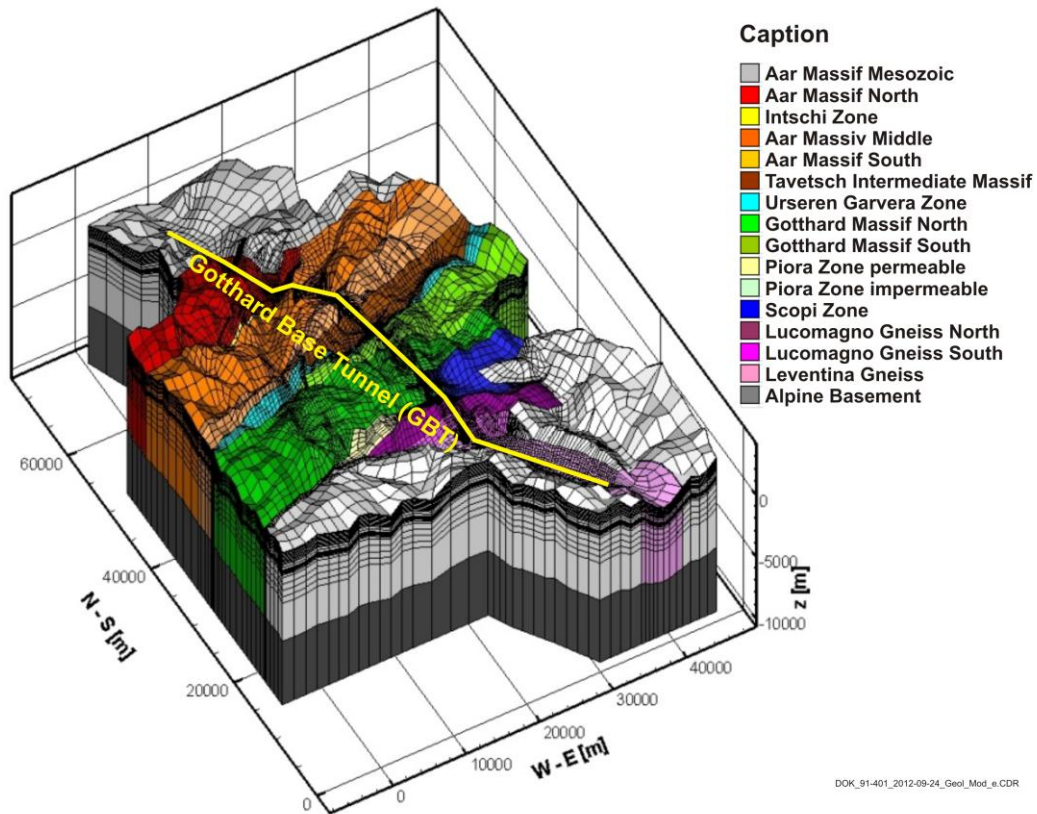 Caption
Aar Massif Mesozoic
Aar Massif North
Intschi Zone
Aar Massiv Middle
Aar Massif South
Tavetsch Intermediate Massif
Urseren Garvera Zone
Gotthard Massif North
Gotthard Massif South
Piora Zone permeable
Piora Zone impermeable
Scopi Zone
Lucomagno Gneiss North
Lucomagno Gneiss South
Leventina Gneiss
Alpine Basement
Gotthard Base Tunnel (GBT)
60000
40000
20000
0
N - S [m]
0
10000
20000
30000
40000
W - E [m]
0
-5000
-10000
z [m]
DOK_91-401_2012-09-24_Geol_Mod_e.CDR